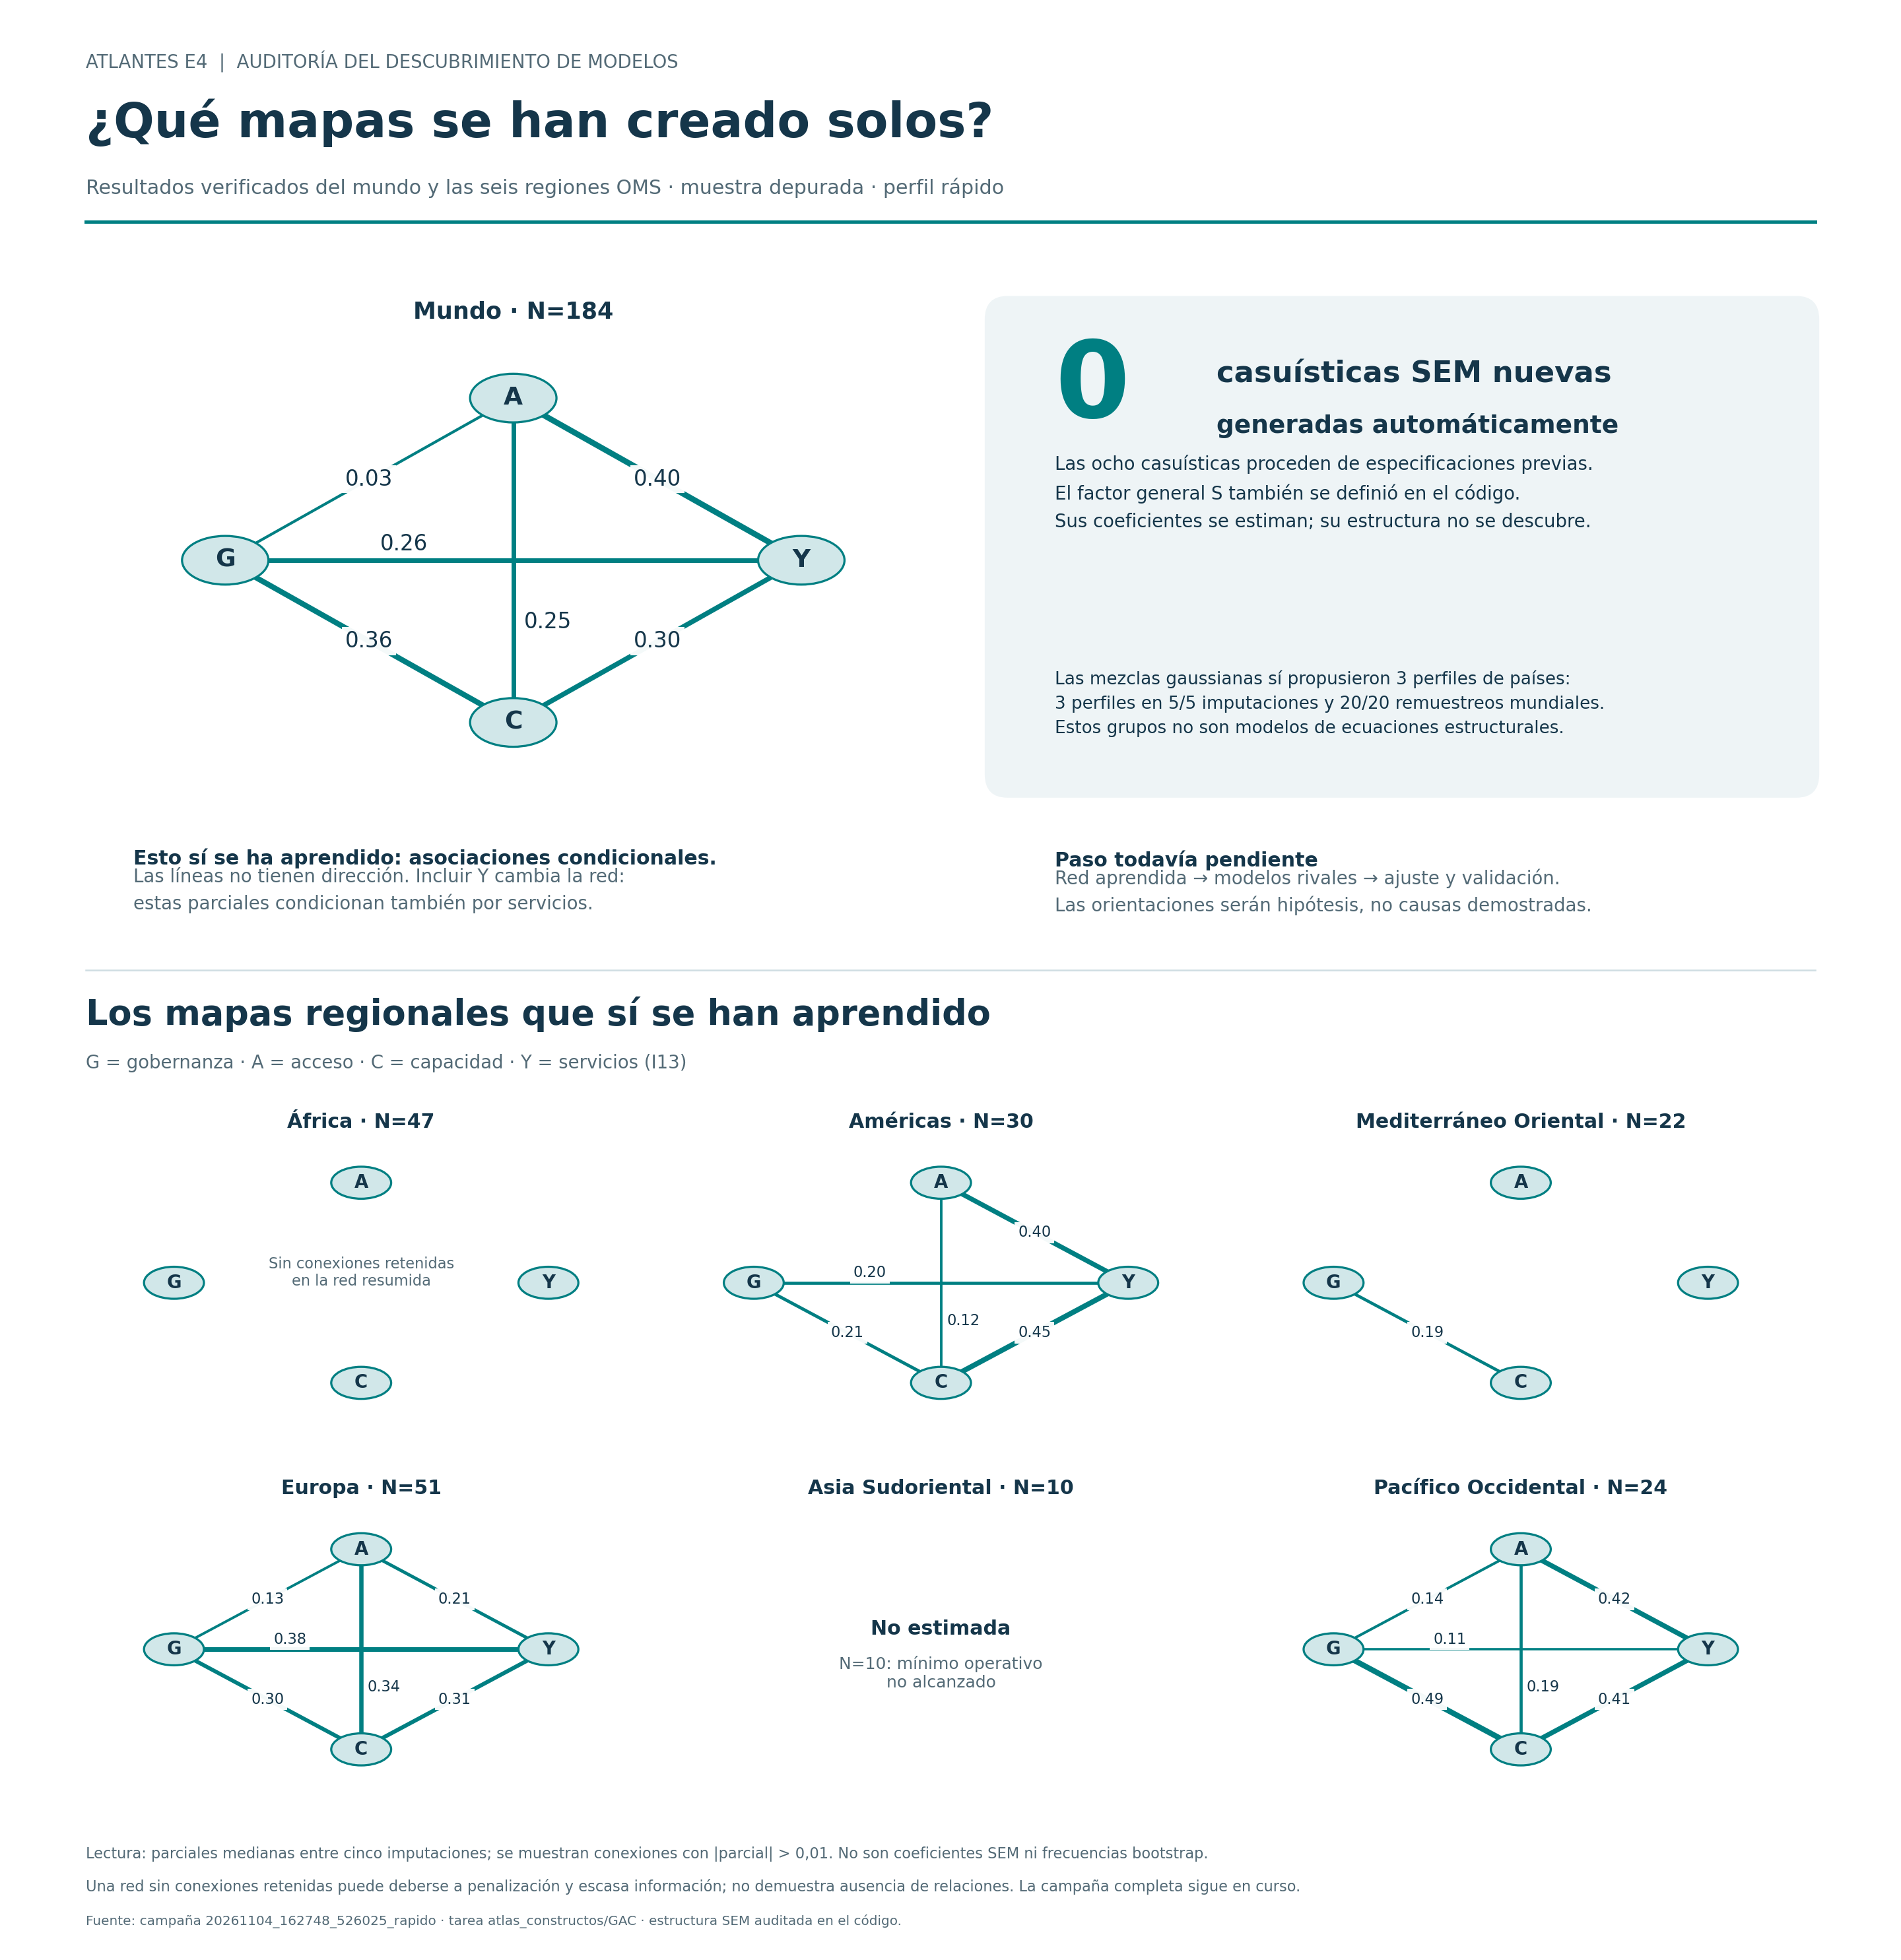 ATLANTES E4 | AUDITORÍA DEL DESCUBRIMIENTO DE MODELOS
¿Qué mapas se han creado solos?
Resultados verificados del mundo y las seis regiones OMS · muestra depurada · perfil rápido
Mundo · N=184
A
0.03
0.40
0.26
G
Y
0.25
0.36
0.30
C
0
casuísticas SEM nuevas
generadas automáticamente
Las ocho casuísticas proceden de especificaciones previas.
El factor general S también se definió en el código.
Sus coeficientes se estiman; su estructura no se descubre.
Las mezclas gaussianas sí propusieron 3 perfiles de países:
3 perfiles en 5/5 imputaciones y 20/20 remuestreos mundiales.
Estos grupos no son modelos de ecuaciones estructurales.
Esto sí se ha aprendido: asociaciones condicionales.
Las líneas no tienen dirección. Incluir Y cambia la red:
estas parciales condicionan también por servicios.
Paso todavía pendiente
Red aprendida → modelos rivales → ajuste y validación.
Las orientaciones serán hipótesis, no causas demostradas.
Los mapas regionales que sí se han aprendido
G = gobernanza · A = acceso · C = capacidad · Y = servicios (I13)
África · N=47
A
Sin conexiones retenidas
en la red resumida
G
Y
C
Américas · N=30
A
0.40
0.20
G
Y
0.12
0.21
0.45
C
Mediterráneo Oriental · N=22
A
G
Y
0.19
C
Europa · N=51
A
0.13
0.21
0.38
G
Y
0.34
0.30
0.31
C
Asia Sudoriental · N=10
No estimada
N=10: mínimo operativo
no alcanzado
Pacífico Occidental · N=24
A
0.14
0.42
0.11
G
Y
0.19
0.49
0.41
C
Lectura: parciales medianas entre cinco imputaciones; se muestran conexiones con |parcial| > 0,01. No son coeficientes SEM ni frecuencias bootstrap.
Una red sin conexiones retenidas puede deberse a penalización y escasa información; no demuestra ausencia de relaciones. La campaña completa sigue en curso.
Fuente: campaña 20261104_162748_526025_rapido · tarea atlas_constructos/GAC · estructura SEM auditada en el código.